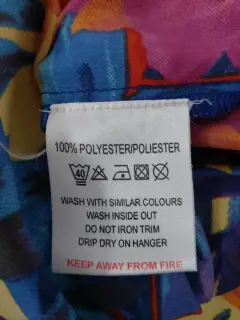 100% POLYESTER/POLIESTER
40
WASH WITH SIMILAR COLOURS
WASH INSIDE OUT
DO NOT IRON TRIM
DRIP DRY ON HANGER
KEEP AWAY FROM FIRE